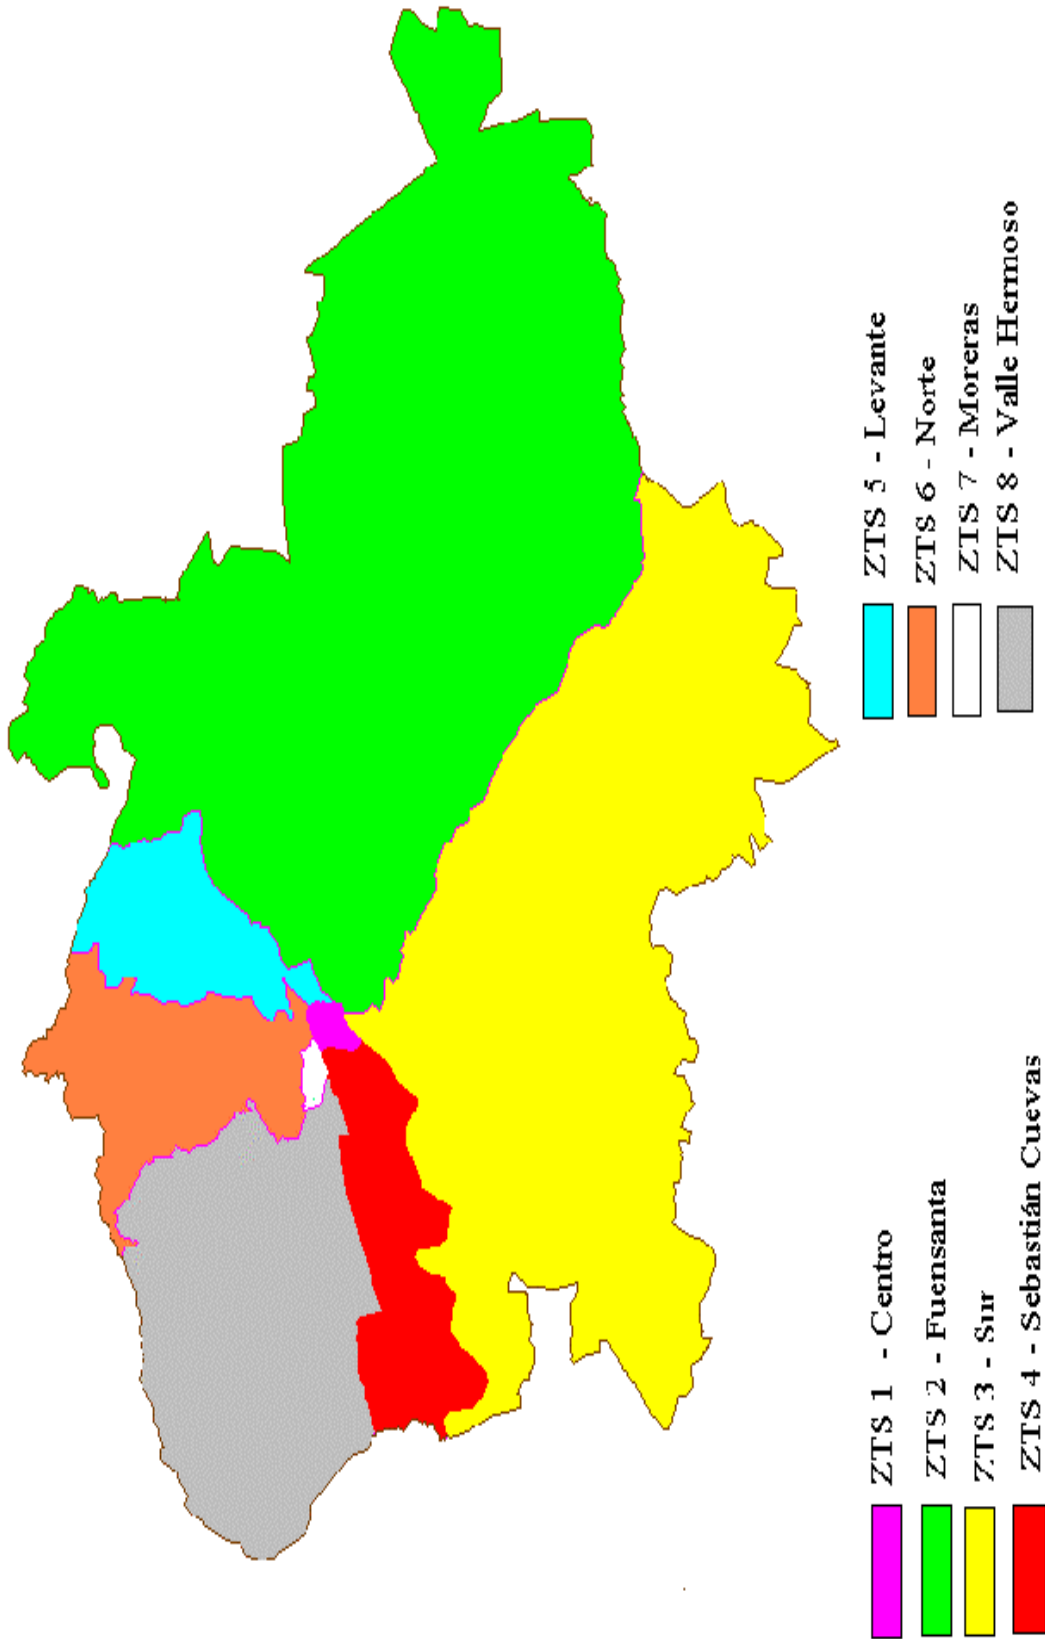 ZTS 1 - Centro
ZTS 2 - Fuensanta
ZTS 3 - Sur
ZTS 4 - Sebastián Cuevas
ZTS 5 - Levante
ZTS 6 - Norte
ZTS 7 - Moreras
ZTS 8 - Valle Hermoso